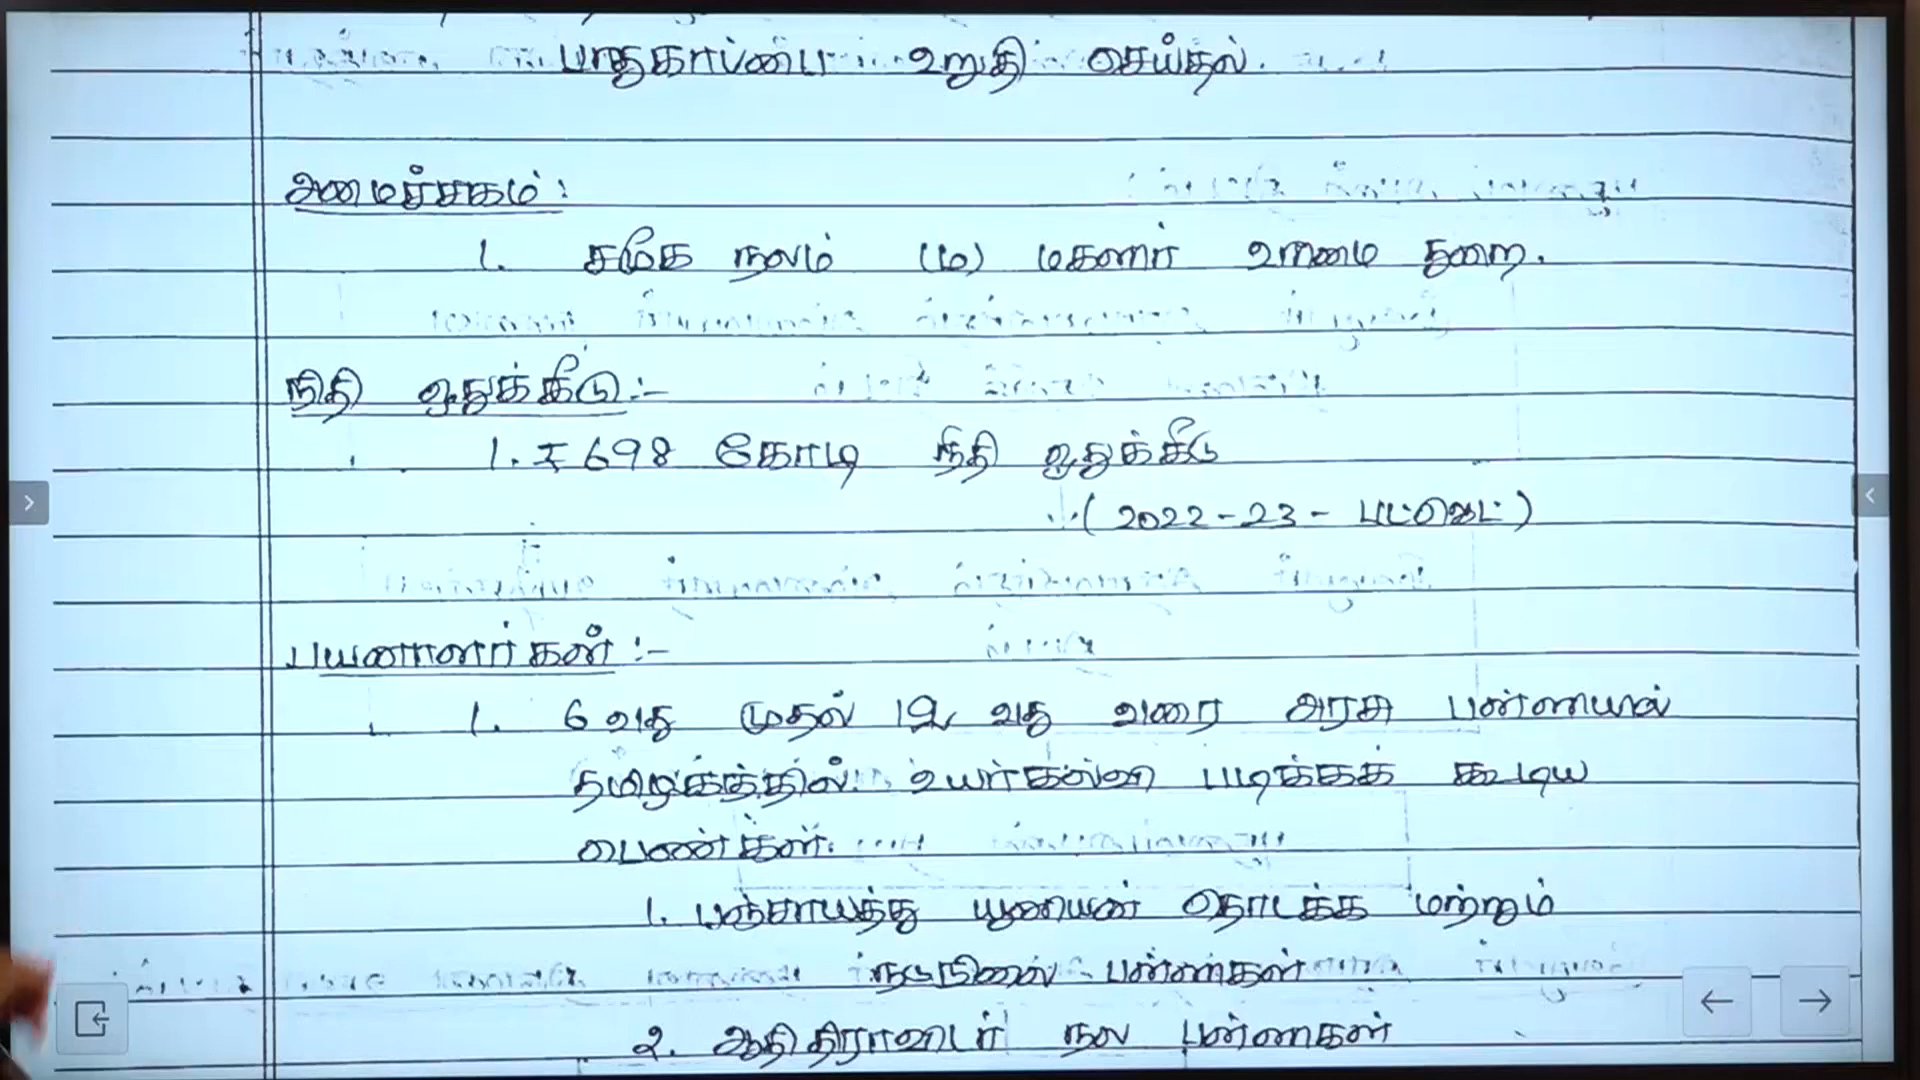 பாதுகாப்பை உறுதி செய்தல்.
அமைச்சகம் :
1. சமூக நலம் (ம) மகளிர் உரிமை துறை.
நிதி ஒதுக்கீடு :-
1. ₹ 698 கோடி நிதி ஒதுக்கீடு
(2022-23- பட்ஜெட்)
பயனாளர்கள் :-
1. 6 வது முதல் 12 வது வரை அரசு பள்ளியில்
தமிழகத்தில் உயர்கல்வி படிக்கக் கூடிய
பெண்கள்.
1. பஞ்சாயத்து யூனியன் தொடக்க மற்றும்
நடுநிலை பள்ளிகள்
2. ஆதிதிராவிடர் நல பள்ளிகள்